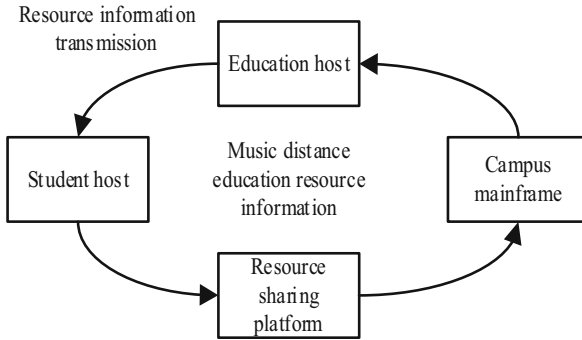 Resource information
transmission
Education host
Student host
Music distance
education resource
information
Campus
mainframe
Resource
sharing
platform